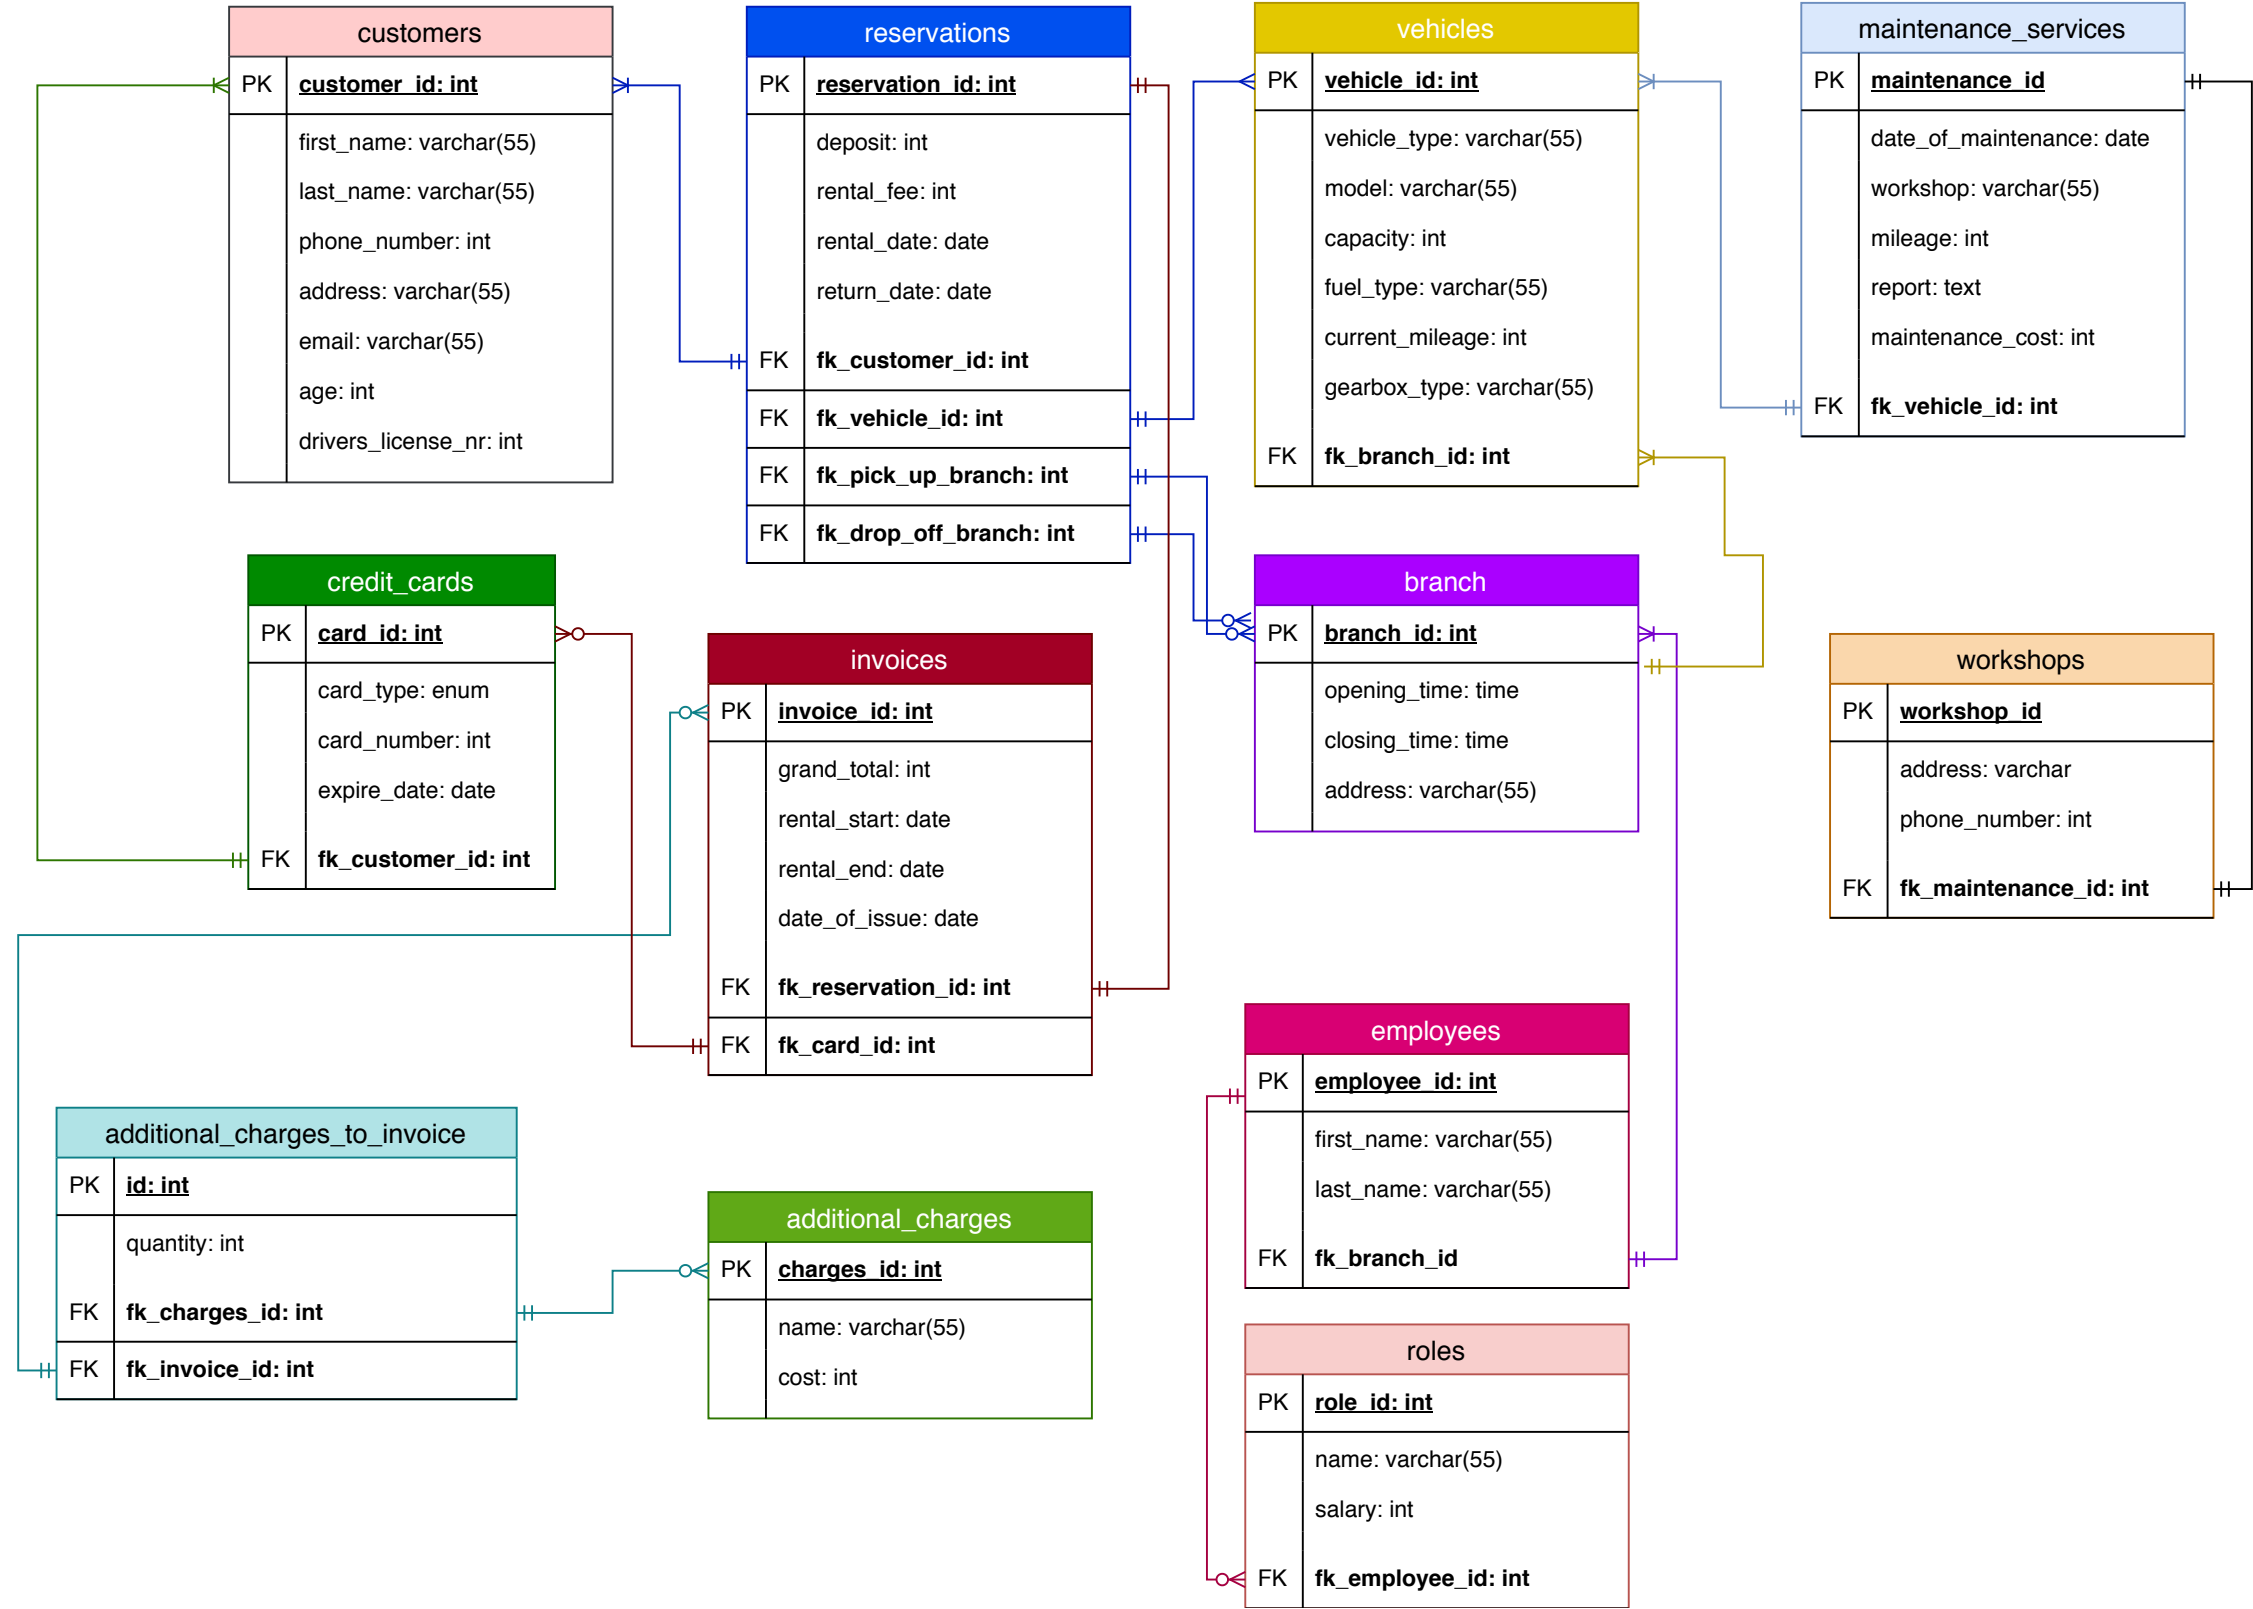 customers
PK customer_id: int
first_name: varchar(55)
last_name: varchar(55)
phone_number: int
address: varchar(55)
email: varchar(55)
age: int
drivers_license_nr: int
reservations
PK reservation_id: int
deposit: int
rental_fee: int
rental_date: date
return_date: date
FK fk_customer_id: int
FK fk_vehicle_id: int
FK fk_pick_up_branch: int
FK fk_drop_off_branch: int
vehicles
PK vehicle_id: int
vehicle_type: varchar(55)
model: varchar(55)
capacity: int
fuel_type: varchar(55)
current_mileage: int
gearbox_type: varchar(55)
FK fk_branch_id: int
maintenance_services
PK maintenance_id
date_of_maintenance: date
workshop: varchar(55)
mileage: int
report: text
maintenance_cost: int
FK fk_vehicle_id: int
credit_cards
PK card_id: int
card_type: enum
card_number: int
expire_date: date
FK fk_customer_id: int
invoices
PK invoice_id: int
grand_total: int
rental_start: date
rental_end: date
date_of_issue: date
FK fk_reservation_id: int
FK fk_card_id: int
branch
PK branch_id: int
opening_time: time
closing_time: time
address: varchar(55)
workshops
PK workshop_id
address: varchar
phone_number: int
FK fk_maintenance_id: int
additional_charges_to_invoice
PK id: int
quantity: int
FK fk_charges_id: int
FK fk_invoice_id: int
additional_charges
PK charges_id: int
name: varchar(55)
cost: int
employees
PK employee_id: int
first_name: varchar(55)
last_name: varchar(55)
FK fk_branch_id
roles
PK role_id: int
name: varchar(55)
salary: int
FK fk_employee_id: int